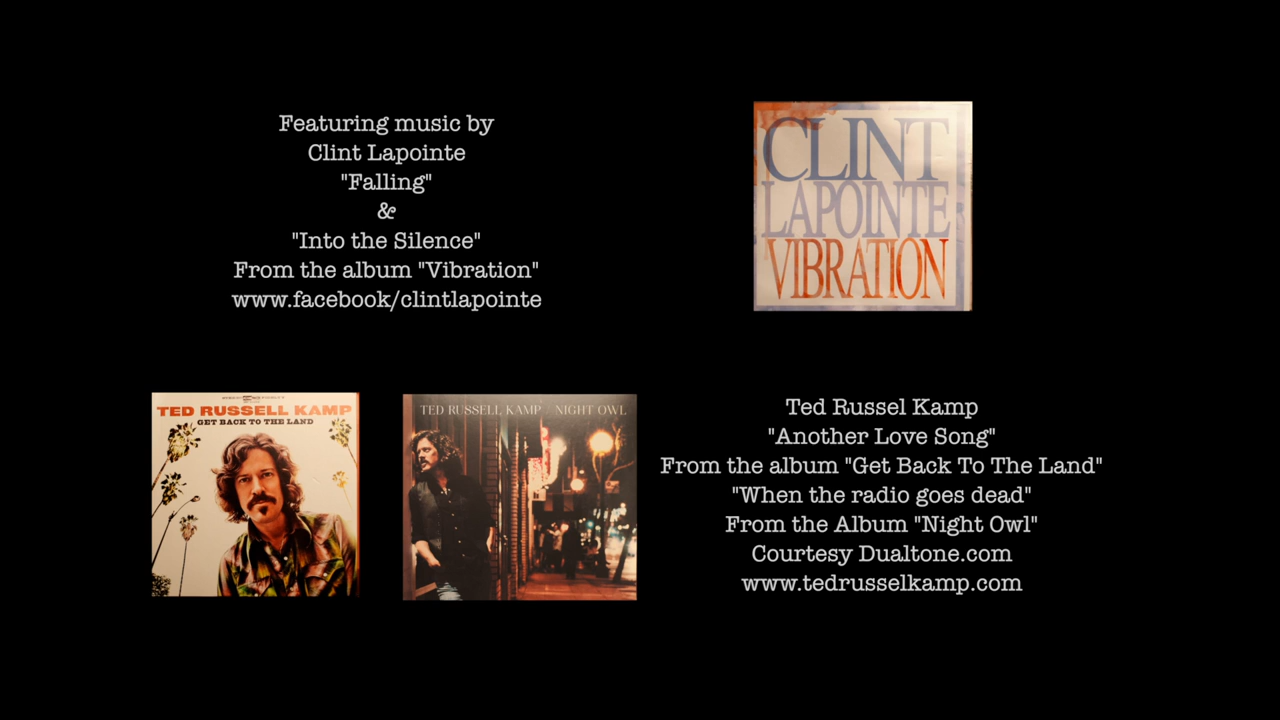 Featuring music by
Clint Lapointe
"Falling"
&
"Into the Silence"
From the album "Vibration"
www.facebook/clintlapointe
CLINT
LAPOINTE
VIBRATION
TED RUSSELL KAMP
GET BACK TO THE LAND
TED RUSSELL KAMP NIGHT OWL
Ted Russel Kamp
"Another Love Song"
From the album "Get Back To The Land"
"When the radio goes dead"
From the Album "Night Owl"
Courtesy Dualtone.com
www.tedrusselkamp.com